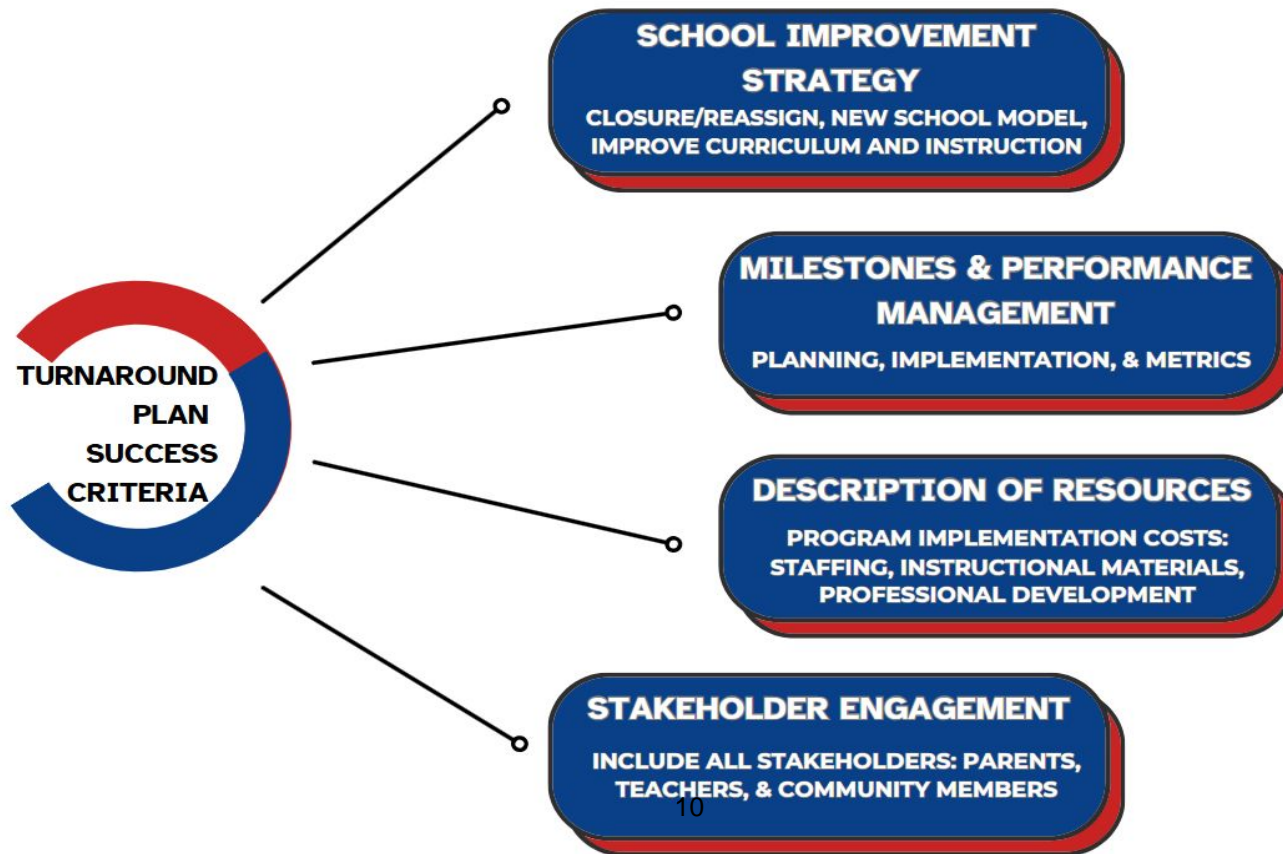 TURNAROUND
PLAN
SUCCESS
CRITERIA
SCHOOL IMPROVEMENT
STRATEGY
CLOSURE/REASSIGN, NEW SCHOOL MODEL,
IMPROVE CURRICULUM AND INSTRUCTION
MILESTONES & PERFORMANCE
MANAGEMENT
PLANNING, IMPLEMENTATION, & METRICS
DESCRIPTION OF RESOURCES
PROGRAM IMPLEMENTATION COSTS:
STAFFING, INSTRUCTIONAL MATERIALS,
PROFESSIONAL DEVELOPMENT
STAKEHOLDER ENGAGEMENT
INCLUDE ALL STAKEHOLDERS: PARENTS,
TEACHERS, & COMMUNITY MEMBERS
10